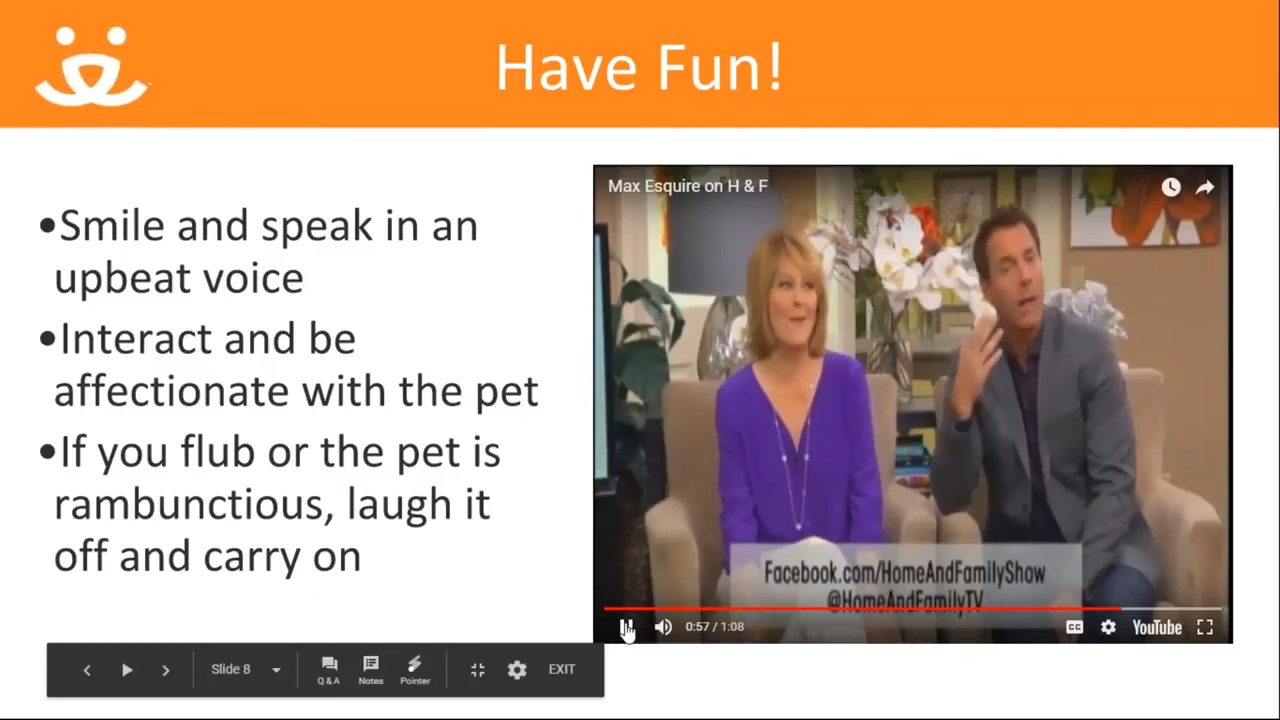 Have Fun!
•Smile and speak in an
upbeat voice
•Interact and be
affectionate with the pet
•If you flub or the pet is
rambunctious, laugh it
off and carry on
Max Esquire on H & F
Facebook.com/HomeAndFamilyShow
@HomeAndFamilyTV
0:57 / 1:08
CC
YouTube
Slide 8
Q & A
Notes
Pointer
EXIT